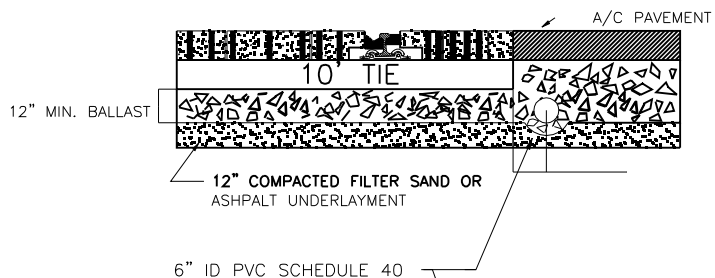 A/C PAVEMENT
10' TIE
12" MIN. BALLAST
12" COMPACTED FILTER SAND OR
ASHPALT UNDERLAYMENT
6" ID PVC SCHEDULE 40